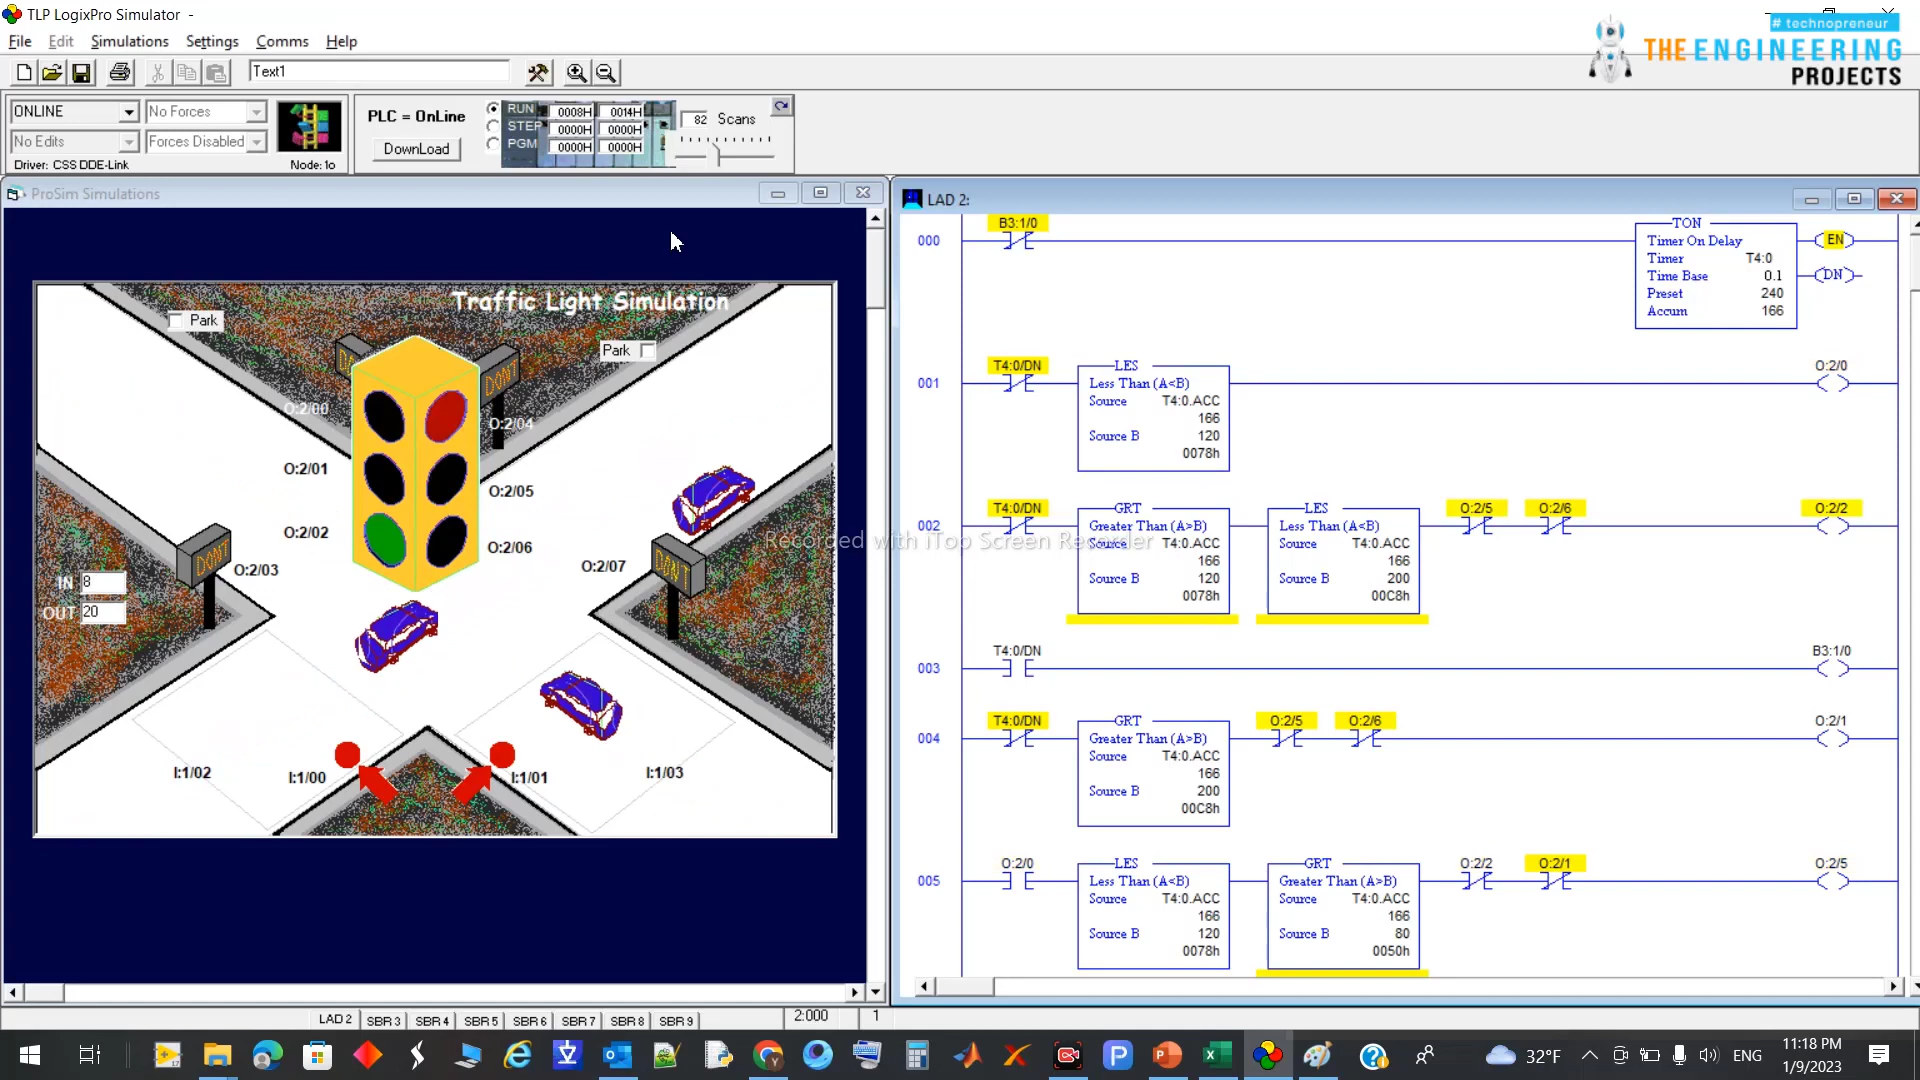 TLP LogixPro Simulator -
# technopreneur
THE ENGINEERING
PROJECTS
File Edit Simulations Settings Comms Help
Text1
ONLINE
No Forces
No Edits
Forces Disabled
Driver: CSS DDE-Link
Node: 1o
PLC = OnLine
DownLoad
RUN
STEP
PGM
0008H 0014H
0000H 0000H
0000H 0000H
82 Scans
ProSim Simulations
Traffic Light Simulation
Park
Park
DONT
O:2/00
O:2/04
O:2/01
O:2/05
O:2/02
O:2/06
DONT
O:2/03
O:2/07
DONT
IN 8
OUT 20
I:1/02
I:1/00
I:1/01
I:1/03
Recorded with iTop Screen Recorder
LAD 2:
000
B3:1/0
TON
Timer On Delay
Timer T4:0
Time Base 0.1
Preset 240
Accum 166
EN
DN
001
T4:0/DN
LES
Less Than (A<B)
Source T4:0.ACC
166
Source B 120
0078h
O:2/0
002
T4:0/DN
GRT
Greater Than (A>B)
Source T4:0.ACC
166
Source B 120
0078h
LES
Less Than (A<B)
Source T4:0.ACC
166
Source B 200
00C8h
O:2/5
O:2/6
O:2/2
003
T4:0/DN
B3:1/0
004
T4:0/DN
GRT
Greater Than (A>B)
Source T4:0.ACC
166
Source B 200
00C8h
O:2/5
O:2/6
O:2/1
005
O:2/0
LES
Less Than (A<B)
Source T4:0.ACC
166
Source B 120
0078h
GRT
Greater Than (A>B)
Source T4:0.ACC
166
Source B 80
0050h
O:2/2
O:2/1
O:2/5
LAD 2 SBR 3 SBR 4 SBR 5 SBR 6 SBR 7 SBR 8 SBR 9
2:000
1
32°F
ENG
11:18 PM
1/9/2023